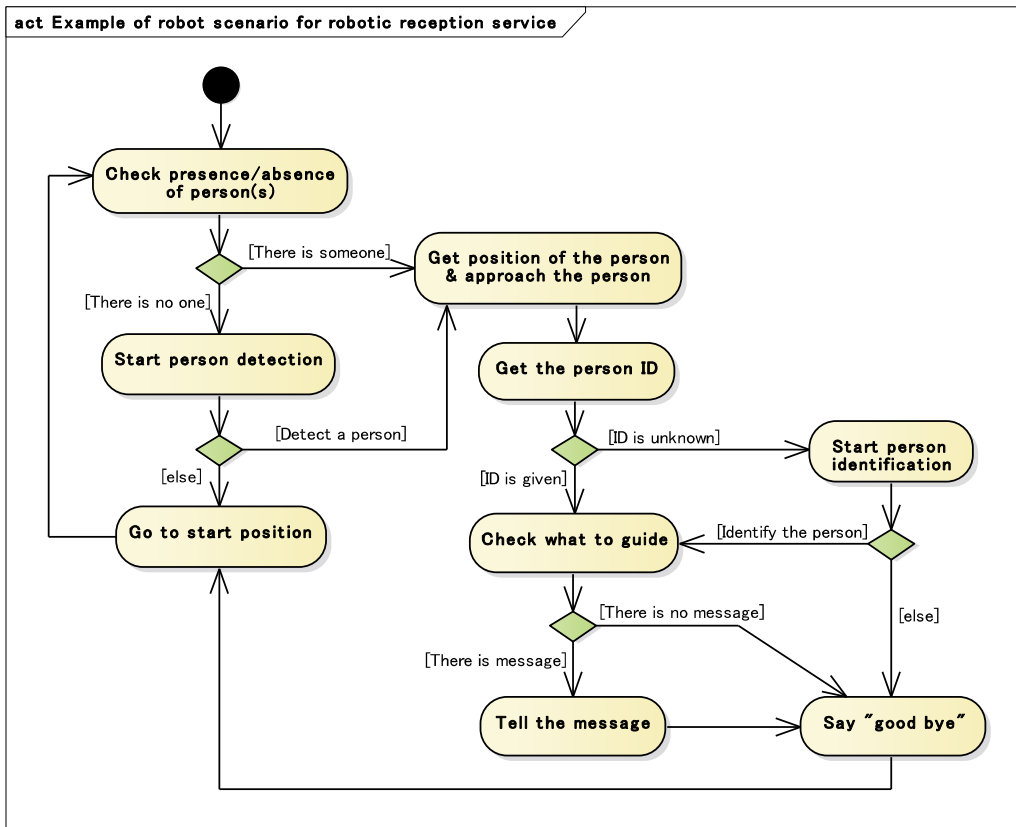 act Example of robot scenario for robotic reception service
Check presence/absence
of person(s)
[There is someone]
Get position of the person
& approach the person
[There is no one]
Start person detection
Get the person ID
[Detect a person]
[ID is unknown]
Start person
identification
[else]
[ID is given]
Go to start position
Check what to guide
[Identify the person]
[There is no message]
[else]
[There is message]
Tell the message
Say "good bye"